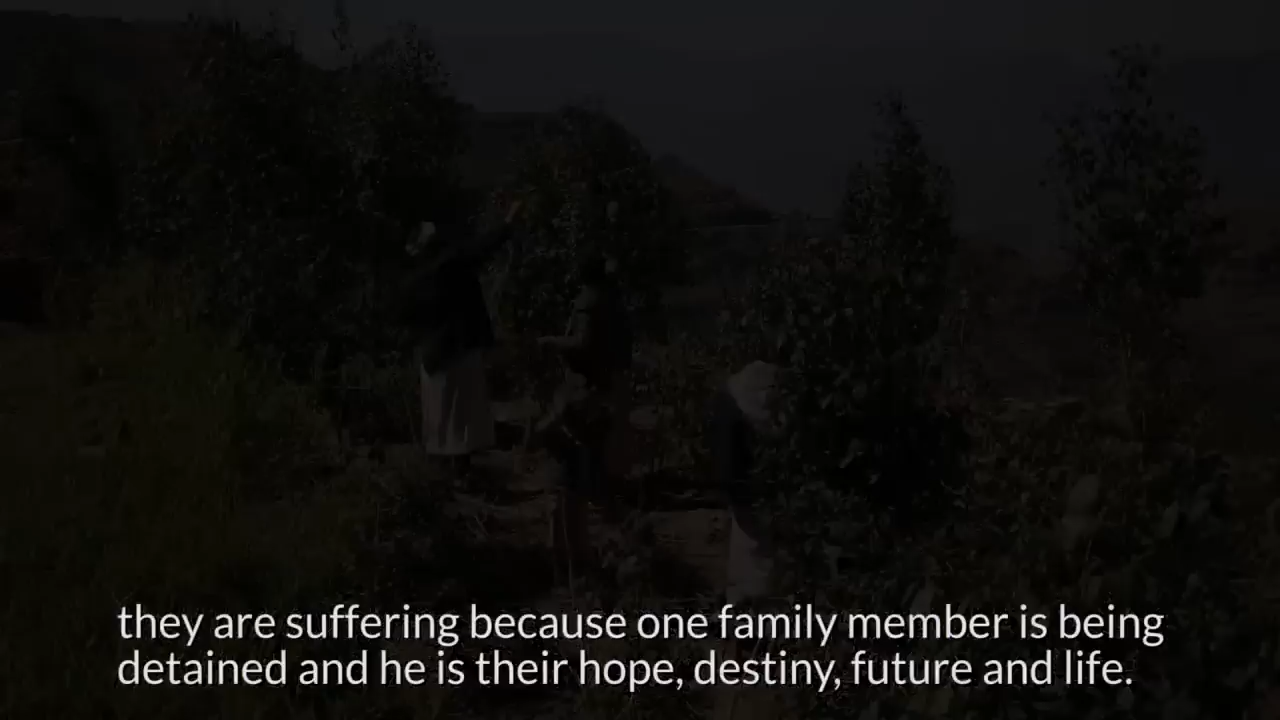 they are suffering because one family member is being
detained and he is their hope, destiny, future and life.